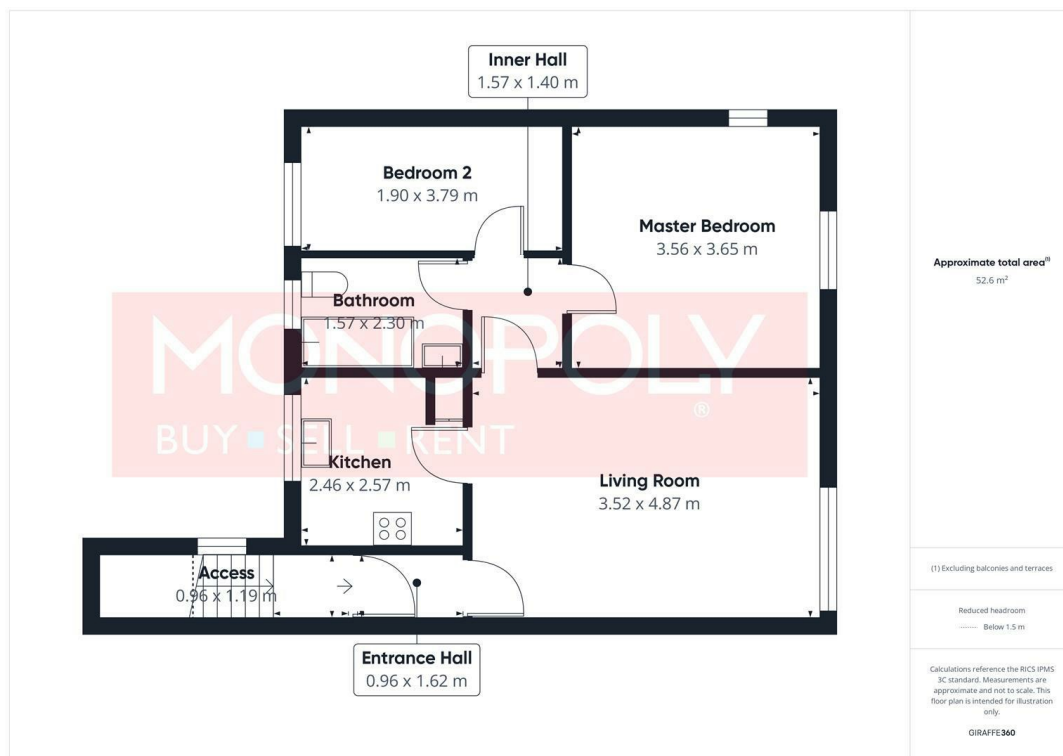 Inner Hall
1.57 x 1.40 m
Bedroom 2
1.90 x 3.79 m
Master Bedroom
3.56 x 3.65 m
Bathroom
1.57 x 2.30 m
MONOPOLY®
BUY SELL RENT
Kitchen
2.46 x 2.57 m
Living Room
3.52 x 4.87 m
Access
0.96 x 1.19 m
Entrance Hall
0.96 x 1.62 m
Approximate total area(1)
52.6 m²
(1) Excluding balconies and terraces
Reduced headroom
Below 1.5 m
Calculations reference the RICS IPMS
3C standard. Measurements are
approximate and not to scale. This
floor plan is intended for illustration
only.
GIRAFFE360